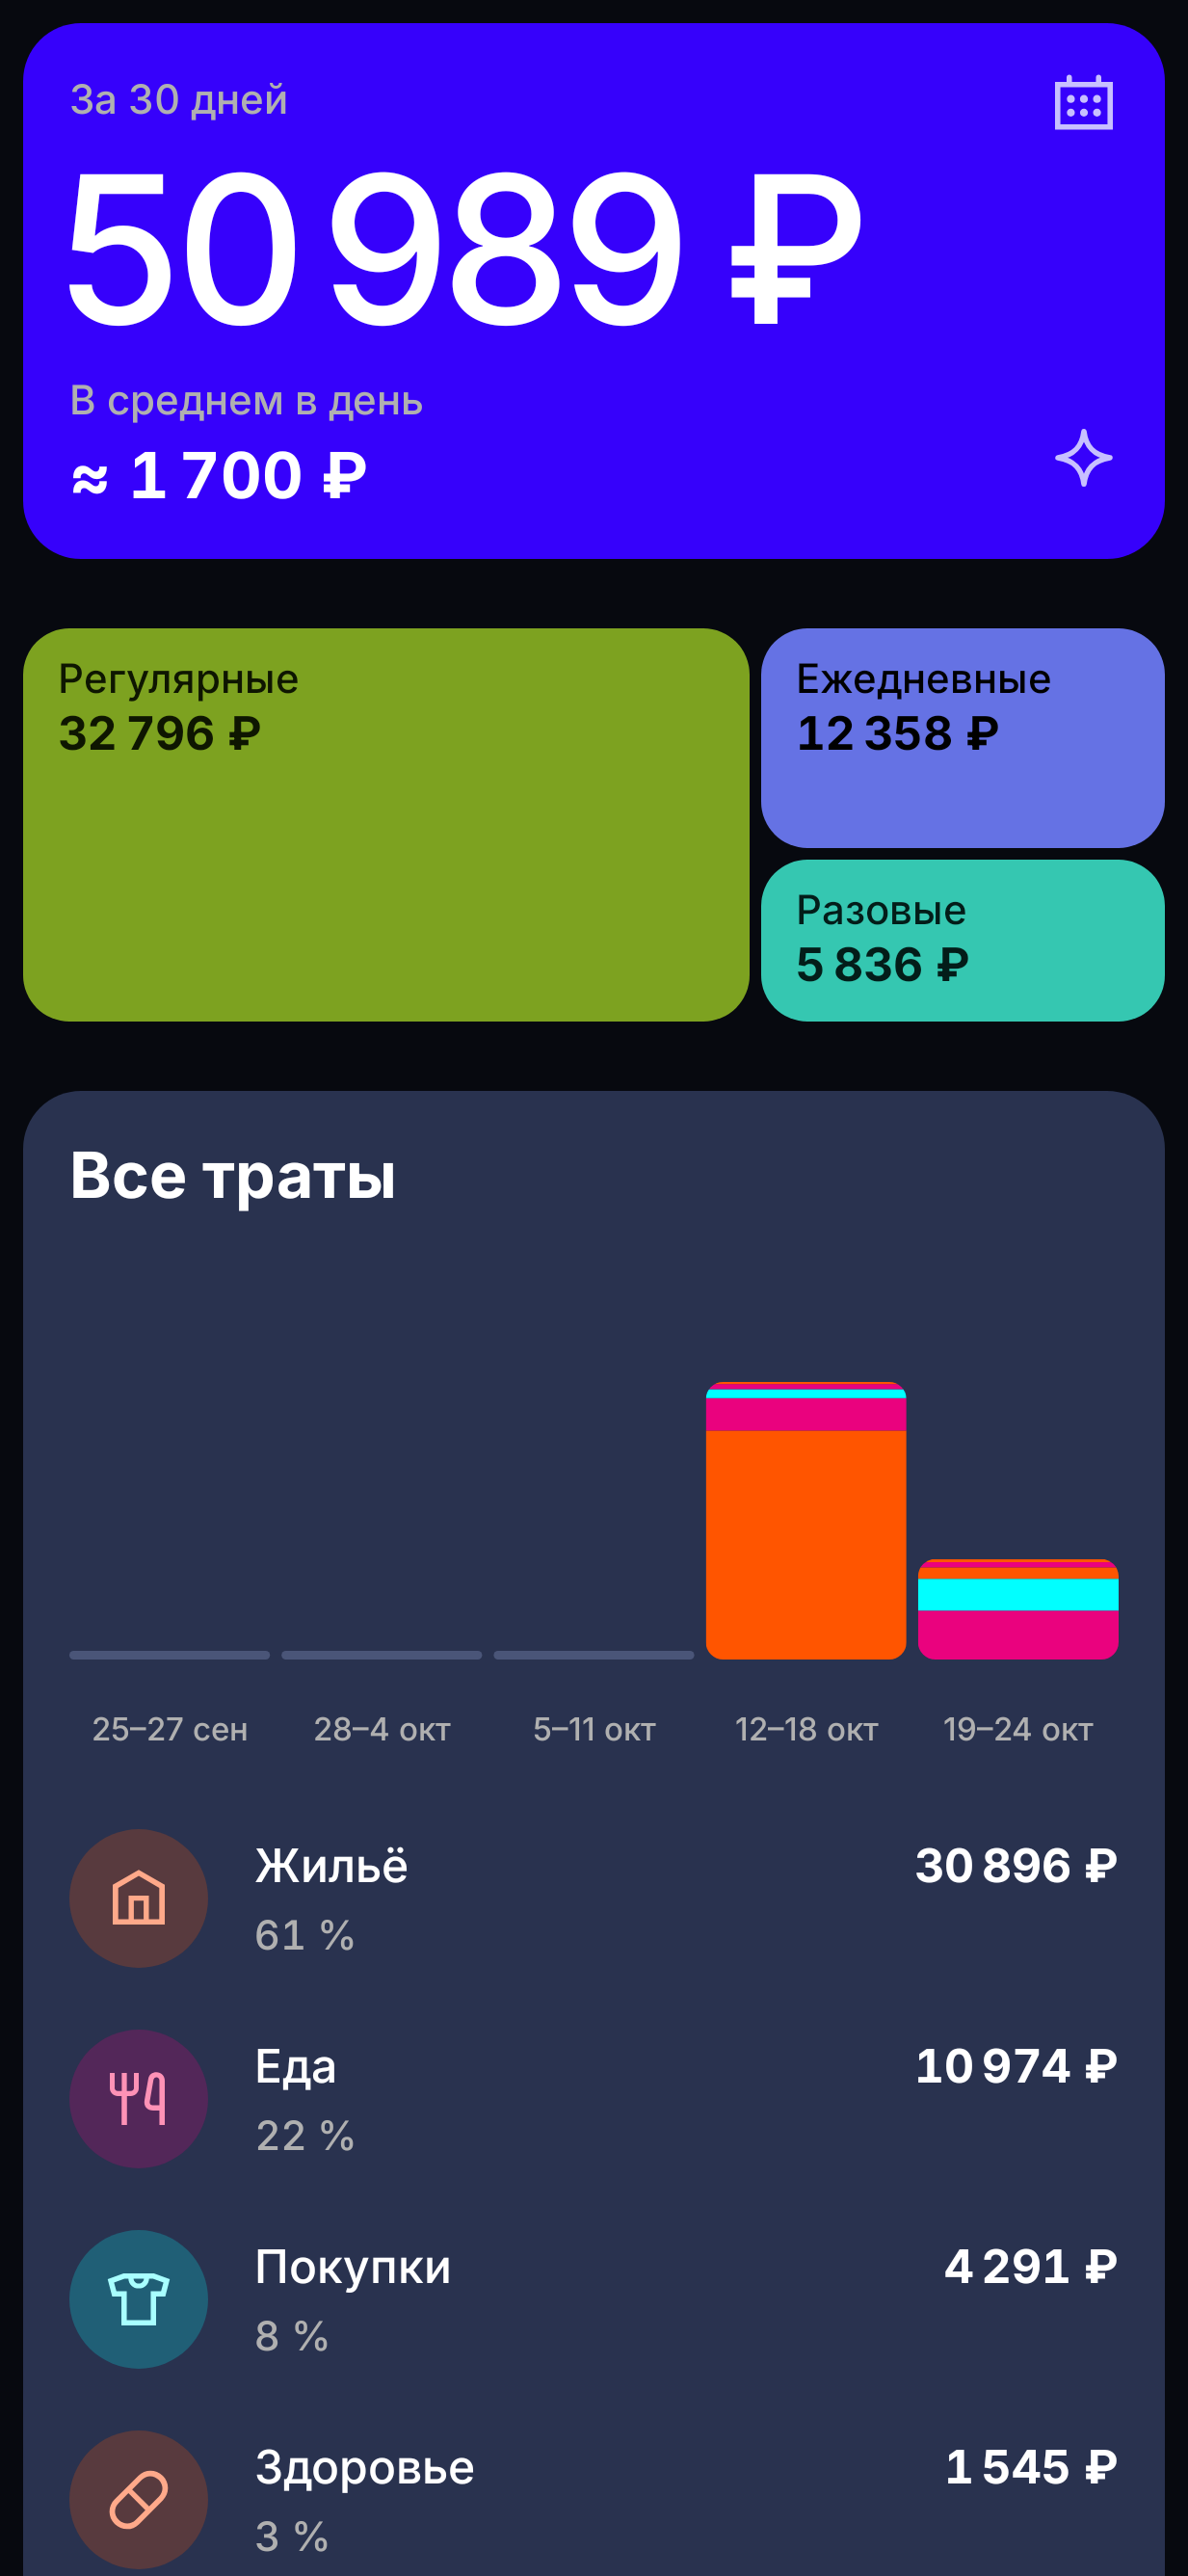 За 30 дней
50 989 ₽
В среднем в день
≈ 1 700 ₽
Регулярные
32 796 ₽
Ежедневные
12 358 ₽
Разовые
5 836 ₽
Все траты
25–27 сен
28–4 окт
5–11 окт
12–18 окт
19–24 окт
Жильё
30 896 ₽
61 %
Еда
10 974 ₽
22 %
Покупки
4 291 ₽
8 %
Здоровье
1 545 ₽
3 %